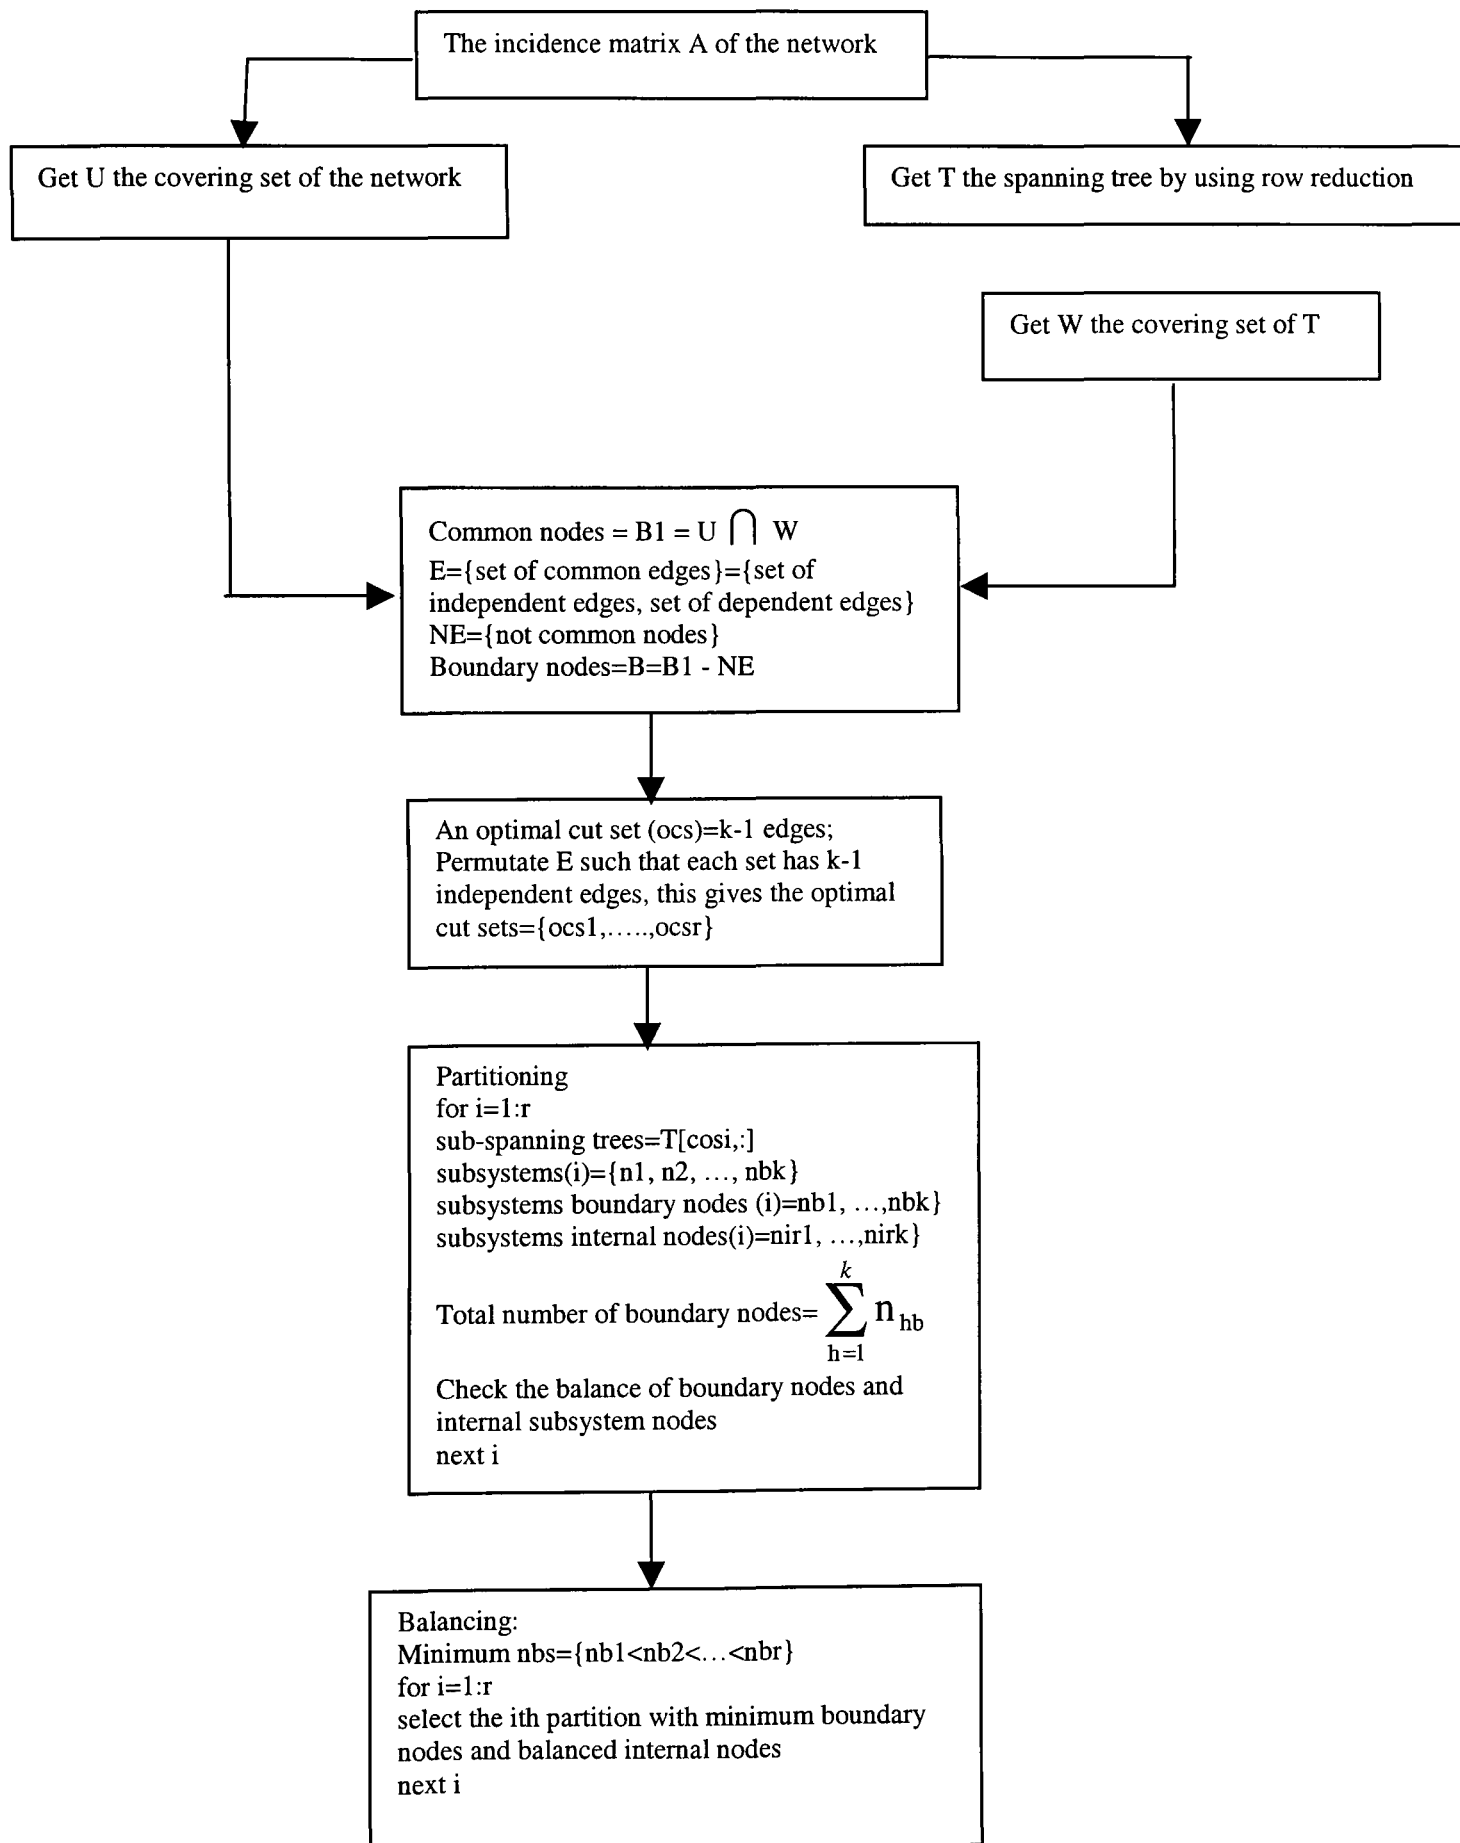 The incidence matrix A of the network
Get U the covering set of the network
Get T the spanning tree by using row reduction
Get W the covering set of T
Common nodes = B1 = U ⋂ W
E={set of common edges}={set of
independent edges, set of dependent edges}
NE={not common nodes}
Boundary nodes=B=B1 - NE
An optimal cut set (ocs)=k-1 edges;
Permutate E such that each set has k-1
independent edges, this gives the optimal
cut sets={ocs1,.....,ocsr}
Partitioning
for i=1:r
sub-spanning trees=T[cosi,:]
subsystems(i)={n1, n2, ..., nbk}
subsystems boundary nodes (i)=nb1, ...,nbk}
subsystems internal nodes(i)=nir1, ...,nirk}
Total number of boundary nodes= ∑_{h=1}^{k} n_{hb}
Check the balance of boundary nodes and
internal subsystem nodes
next i
Balancing:
Minimum nbs={nb1<nb2<...<nbr}
for i=1:r
select the ith partition with minimum boundary
nodes and balanced internal nodes
next i